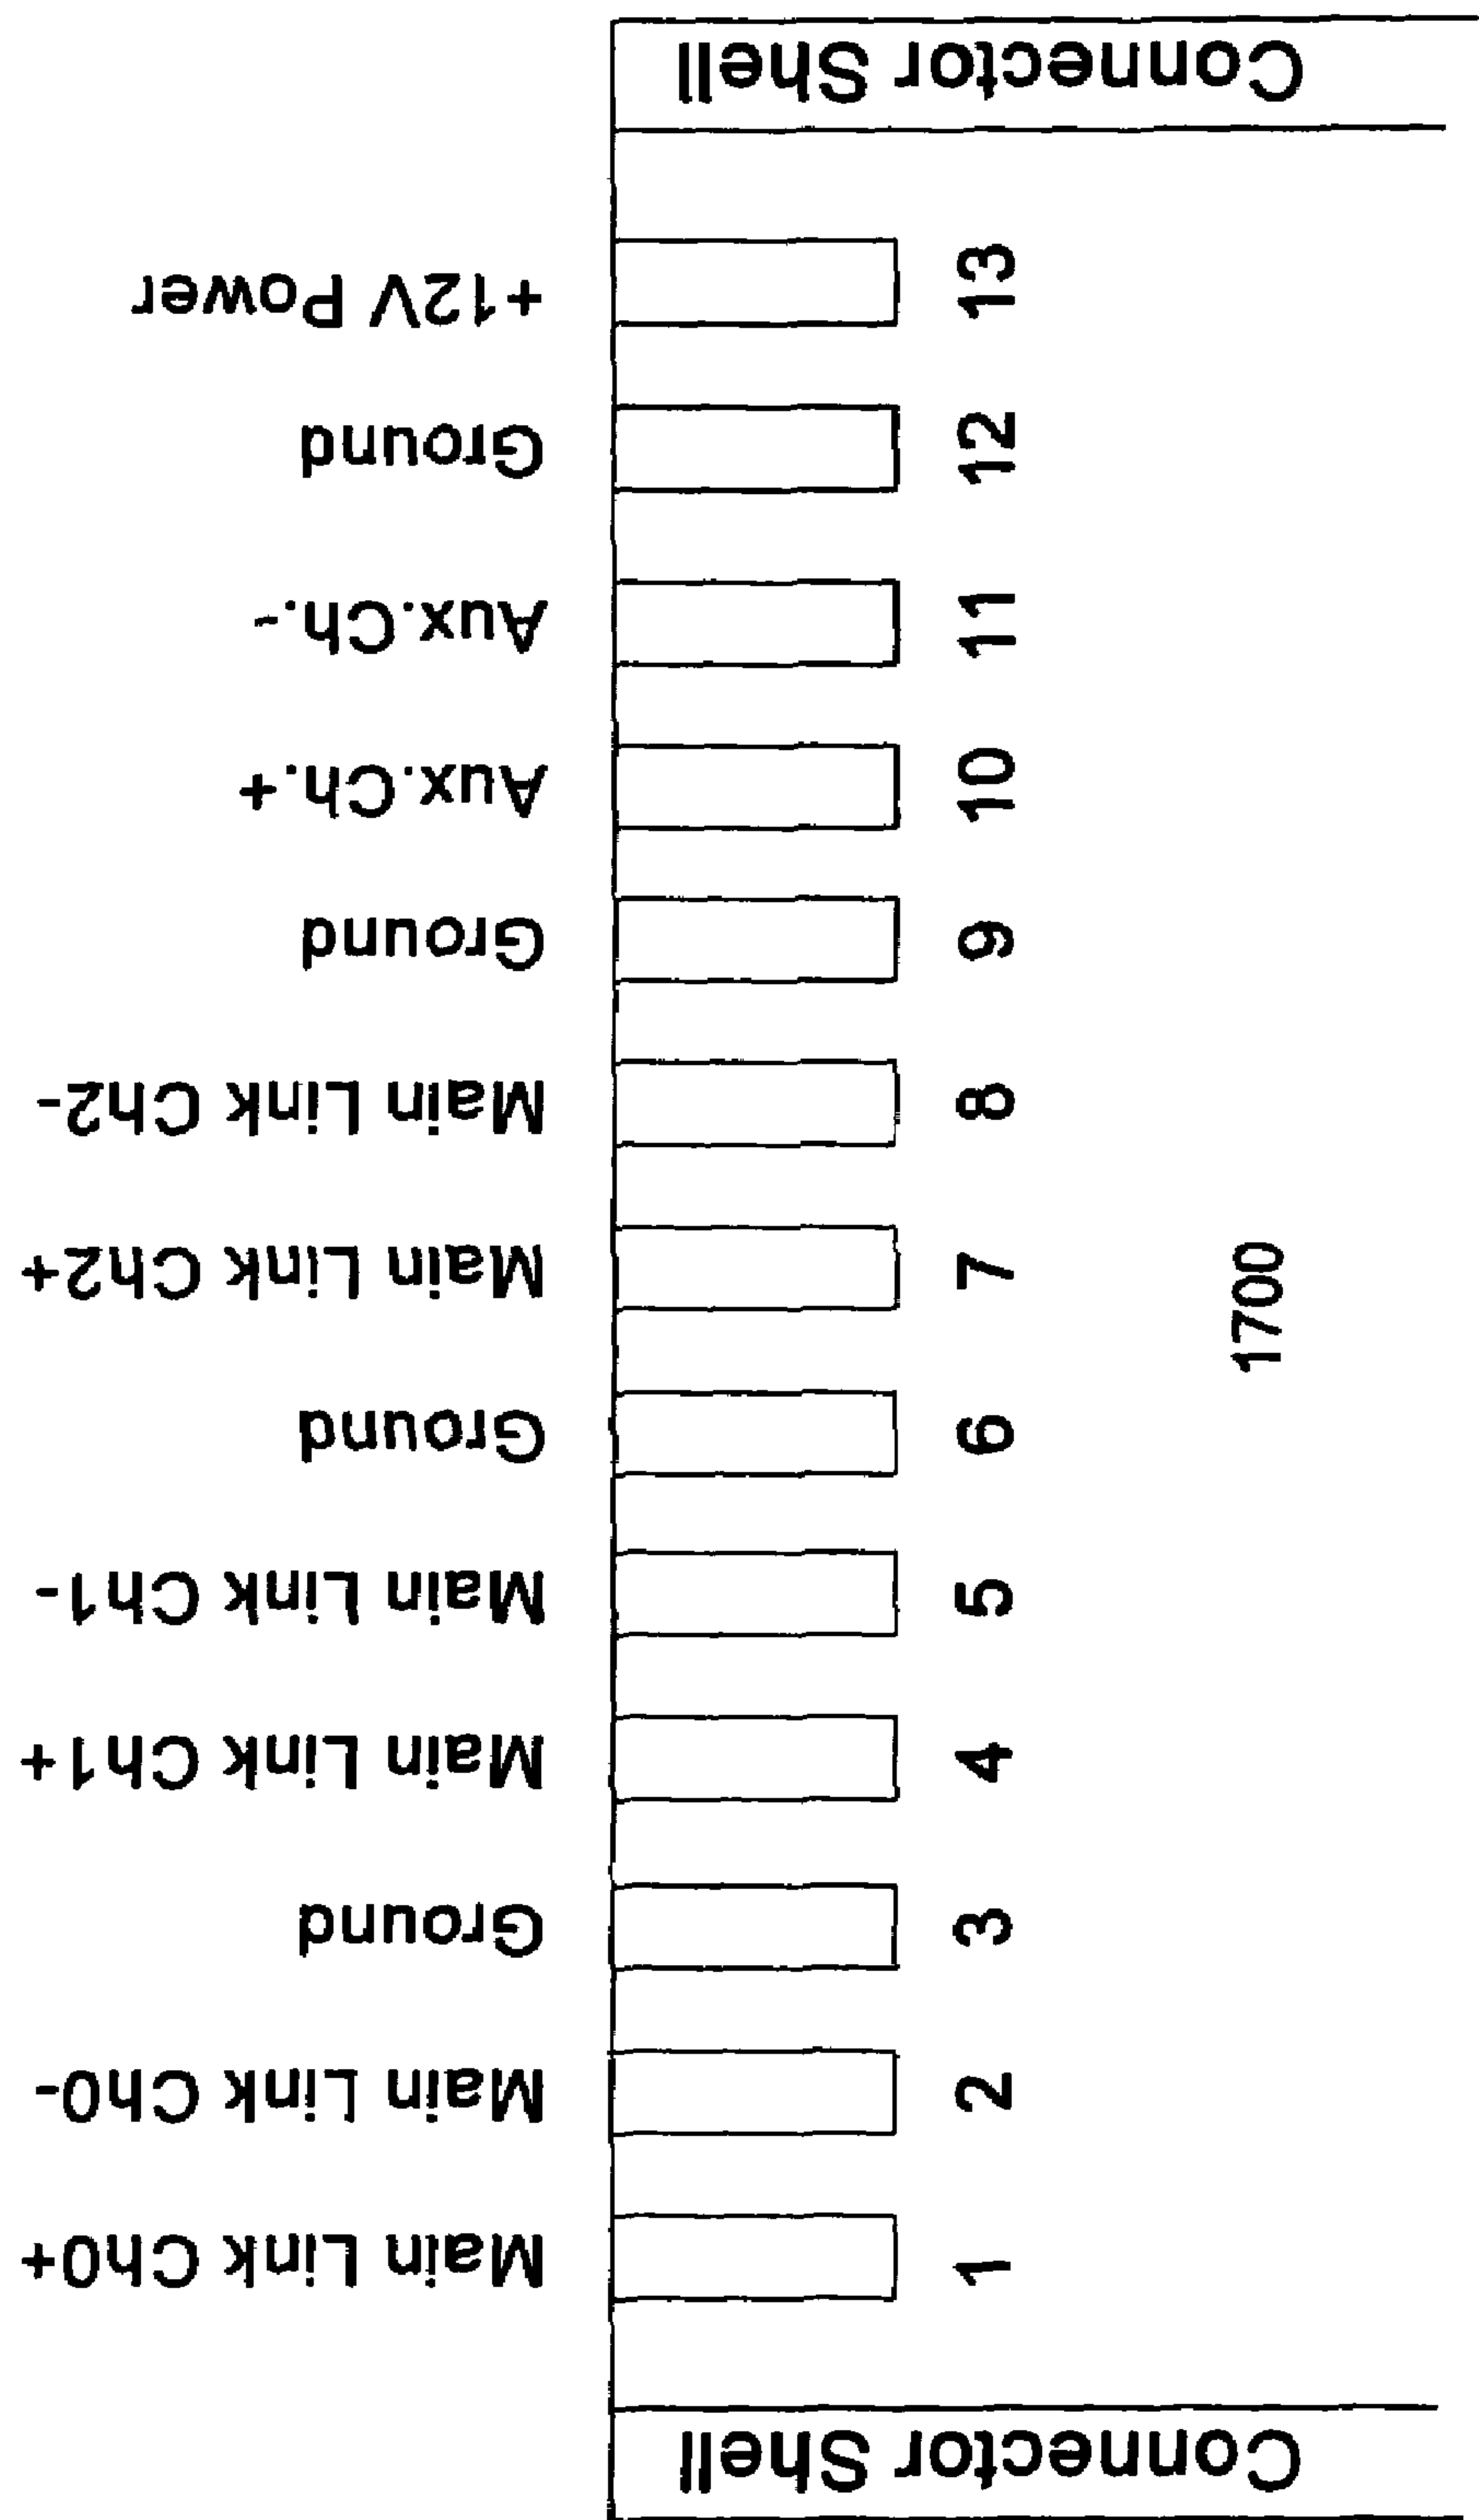 Connector Shell
1 Main Link Ch0+
2 Main Link Ch0-
3 Ground
4 Main Link Ch1+
5 Main Link Ch1-
6 Ground
7 Main Link Ch2+
8 Main Link Ch2-
9 Ground
10 Aux.Ch.+
11 Aux.Ch.-
12 Ground
13 +12V Power
Connector Shell
1700